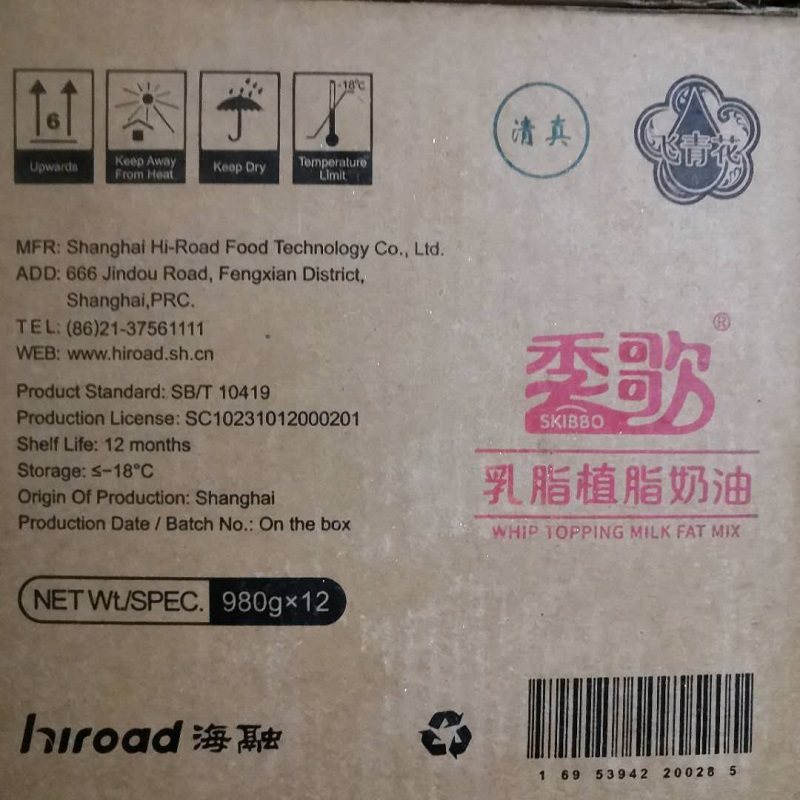 -18°C
6
Upwards
Keep Away
From Heat
Keep Dry
Temperature
Limit
清真
飞青花
MFR: Shanghai Hi-Road Food Technology Co., Ltd.
ADD: 666 Jindou Road, Fengxian District,
Shanghai,PRC.
TEL: (86)21-37561111
WEB: www.hiroad.sh.cn
Product Standard: SB/T 10419
Production License: SC10231012000201
Shelf Life: 12 months
Storage: ≤-18°C
Origin Of Production: Shanghai
Production Date / Batch No.: On the box
NET Wt./SPEC. 980g×12
hiroad 海融
季歌®
SKIBBO
乳脂植脂奶油
WHIP TOPPING MILK FAT MIX
1 69 53942 20028 5